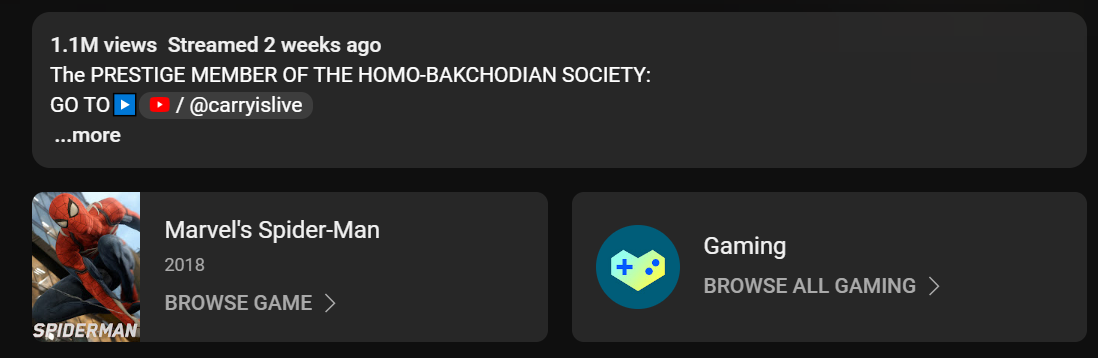 1.1M views  Streamed 2 weeks ago
The PRESTIGE MEMBER OF THE HOMO-BAKCHODIAN SOCIETY:
GO TO ▶️ / @carryislive
...more
Marvel's Spider-Man
2018
BROWSE GAME
SPIDERMAN
Gaming
BROWSE ALL GAMING